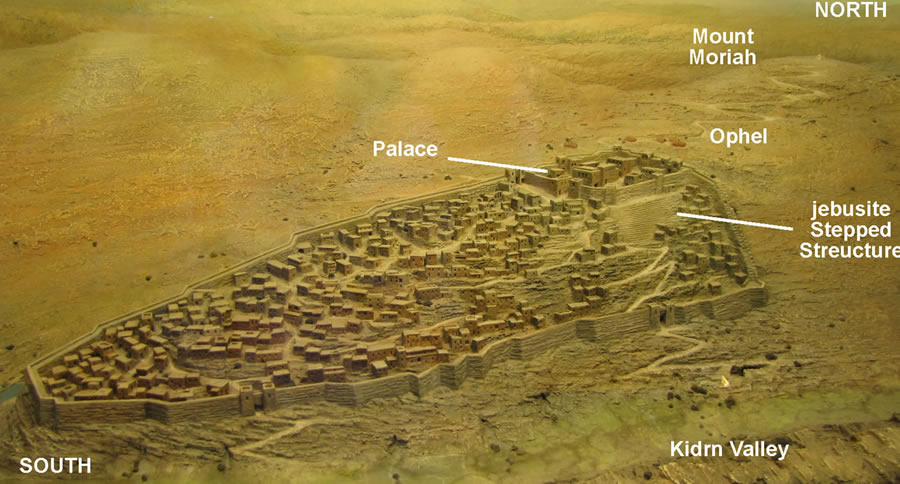 NORTH
Mount
Moriah
Ophel
Palace
jebusite
Stepped
Streucture
Kidrn Valley
SOUTH